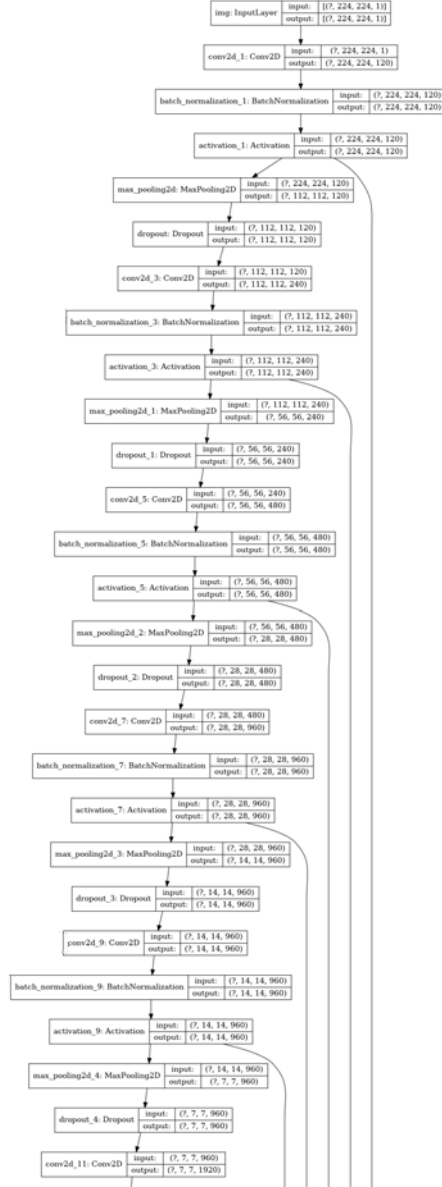 img: InputLayer input: [(?, 224, 224, 1)]
output: [(?, 224, 224, 1)]
conv2d_1: Conv2D input: (?, 224, 224, 1)
output: (?, 224, 224, 120)
batch_normalization_1: BatchNormalization input: (?, 224, 224, 120)
output: (?, 224, 224, 120)
activation_1: Activation input: (?, 224, 224, 120)
output: (?, 224, 224, 120)
max_pooling2d: MaxPooling2D input: (?, 224, 224, 120)
output: (?, 112, 112, 120)
dropout: Dropout input: (?, 112, 112, 120)
output: (?, 112, 112, 120)
conv2d_3: Conv2D input: (?, 112, 112, 120)
output: (?, 112, 112, 240)
batch_normalization_3: BatchNormalization input: (?, 112, 112, 240)
output: (?, 112, 112, 240)
activation_3: Activation input: (?, 112, 112, 240)
output: (?, 112, 112, 240)
max_pooling2d_1: MaxPooling2D input: (?, 112, 112, 240)
output: (?, 56, 56, 240)
dropout_1: Dropout input: (?, 56, 56, 240)
output: (?, 56, 56, 240)
conv2d_5: Conv2D input: (?, 56, 56, 240)
output: (?, 56, 56, 480)
batch_normalization_5: BatchNormalization input: (?, 56, 56, 480)
output: (?, 56, 56, 480)
activation_5: Activation input: (?, 56, 56, 480)
output: (?, 56, 56, 480)
max_pooling2d_2: MaxPooling2D input: (?, 56, 56, 480)
output: (?, 28, 28, 480)
dropout_2: Dropout input: (?, 28, 28, 480)
output: (?, 28, 28, 480)
conv2d_7: Conv2D input: (?, 28, 28, 480)
output: (?, 28, 28, 960)
batch_normalization_7: BatchNormalization input: (?, 28, 28, 960)
output: (?, 28, 28, 960)
activation_7: Activation input: (?, 28, 28, 960)
output: (?, 28, 28, 960)
max_pooling2d_3: MaxPooling2D input: (?, 28, 28, 960)
output: (?, 14, 14, 960)
dropout_3: Dropout input: (?, 14, 14, 960)
output: (?, 14, 14, 960)
conv2d_9: Conv2D input: (?, 14, 14, 960)
output: (?, 14, 14, 960)
batch_normalization_9: BatchNormalization input: (?, 14, 14, 960)
output: (?, 14, 14, 960)
activation_9: Activation input: (?, 14, 14, 960)
output: (?, 14, 14, 960)
max_pooling2d_4: MaxPooling2D input: (?, 14, 14, 960)
output: (?, 7, 7, 960)
dropout_4: Dropout input: (?, 7, 7, 960)
output: (?, 7, 7, 960)
conv2d_11: Conv2D input: (?, 7, 7, 960)
output: (?, 7, 7, 1920)